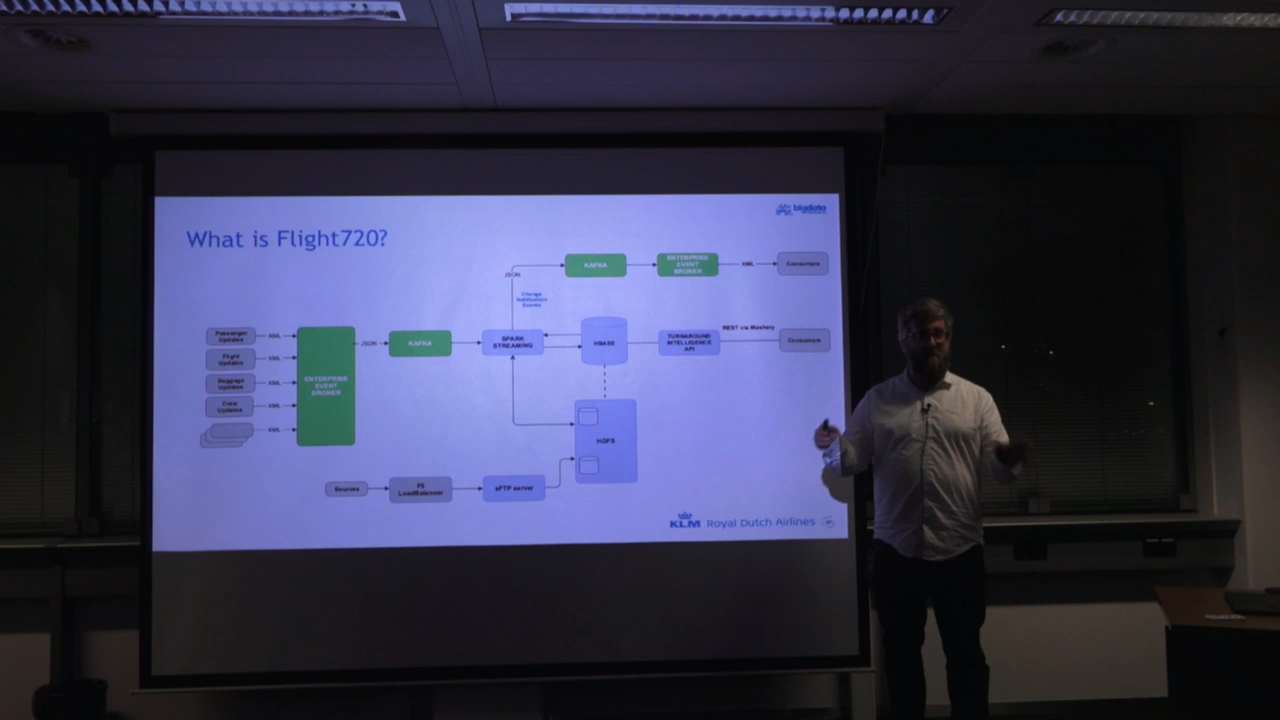 bigdata
What is Flight720?
KAFKA
ENTERPRISE
EVENT
BROKER
XML
Consumers
JSON
Change
Notification
Events
Passenger
Updates
XML
Flight
Updates
XML
Baggage
Updates
XML
Crew
Updates
XML
XML
ENTERPRISE
EVENT
BROKER
JSON
KAFKA
SPARK
STREAMING
HBASE
TURNAROUND
INTELLIGENCE
API
REST via Mashery
Consumers
HDFS
Sources
F5
LoadBalancer
sFTP server
KLM Royal Dutch Airlines